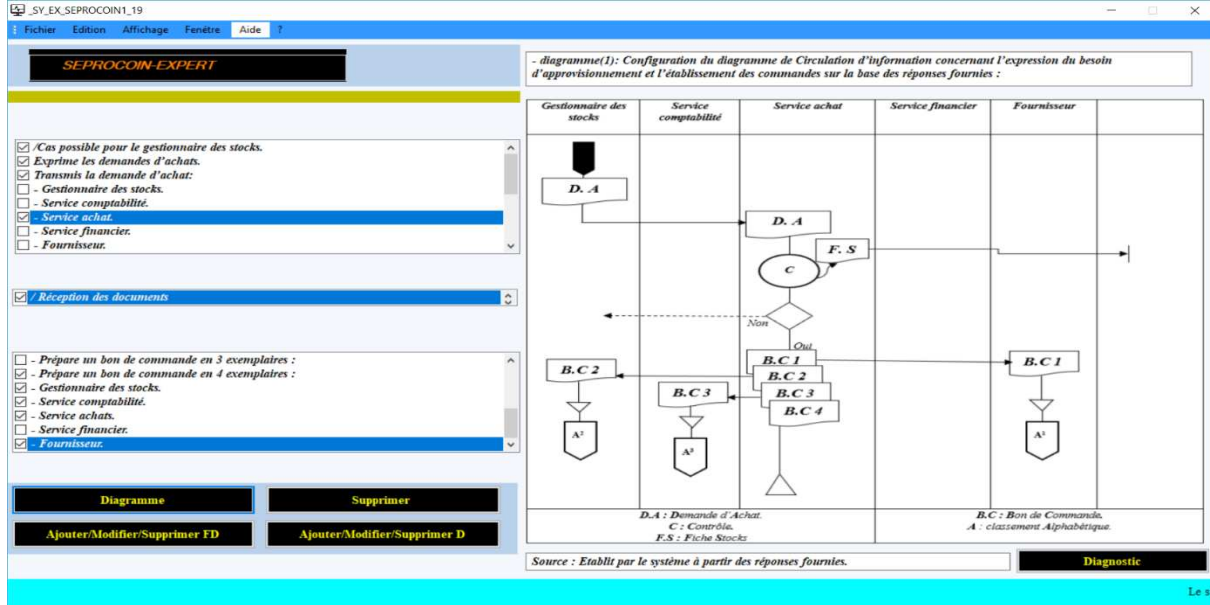 _SY_EX_SEPROCOIN1_19
Fichier Edition Affichage Fenêtre Aide ?
SEPROCOIN-EXPERT
/Cas possible pour le gestionnaire des stocks.
Exprime les demandes d'achats.
Transmis la demande d'achat:
- Gestionnaire des stocks.
- Service comptabilité.
- Service achat.
- Service financier.
- Fournisseur.
/ Réception des documents
- Prépare un bon de commande en 3 exemplaires :
- Prépare un bon de commande en 4 exemplaires :
- Gestionnaire des stocks.
- Service comptabilité.
- Service achats.
- Service financier.
- Fournisseur.
Diagramme
Supprimer
Ajouter/Modifier/Supprimer FD
Ajouter/Modifier/Supprimer D
- diagramme(1): Configuration du diagramme de Circulation d'information concernant l'expression du besoin
d'approvisionnement et l'établissement des commandes sur la base des réponses fournies :
Gestionnaire des
stocks
Service
comptabilité
Service achat
Service financier
Fournisseur
D. A
D. A
F. S
C
Non
Oui
B.C 1
B.C 2
B.C 3
B.C 4
B.C 2
B.C 3
B.C 1
A²
A³
A¹
D.A : Demande d'Achat.
C : Contrôle.
F.S : Fiche Stocks
B.C : Bon de Commande.
A : classement Alphabétique.
Source : Etablit par le système à partir des réponses fournies.
Diagnostic
Le s